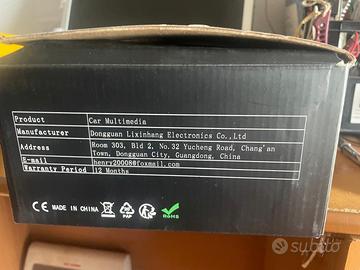 Product Car Multimedia
Manufacturer Dongguan Lixinhang Electronics Co.,Ltd
Address Room 303, Bld 2, No.32 Yucheng Road, Chang'an
Town, Dongguan City, Guangdong, China
E-mail henry20008@foxmail.com
Warranty Period 12 Months
CE MADE IN CHINA PAP RoHS
subito